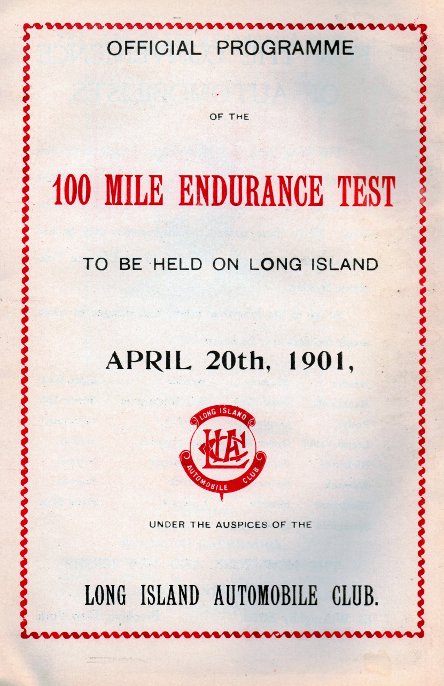 OFFICIAL PROGRAMME
OF THE
100 MILE ENDURANCE TEST
TO BE HELD ON LONG ISLAND
APRIL 20th, 1901,
LONG ISLAND
LIAC
AUTOMOBILE CLUB
UNDER THE AUSPICES OF THE
LONG ISLAND AUTOMOBILE CLUB.